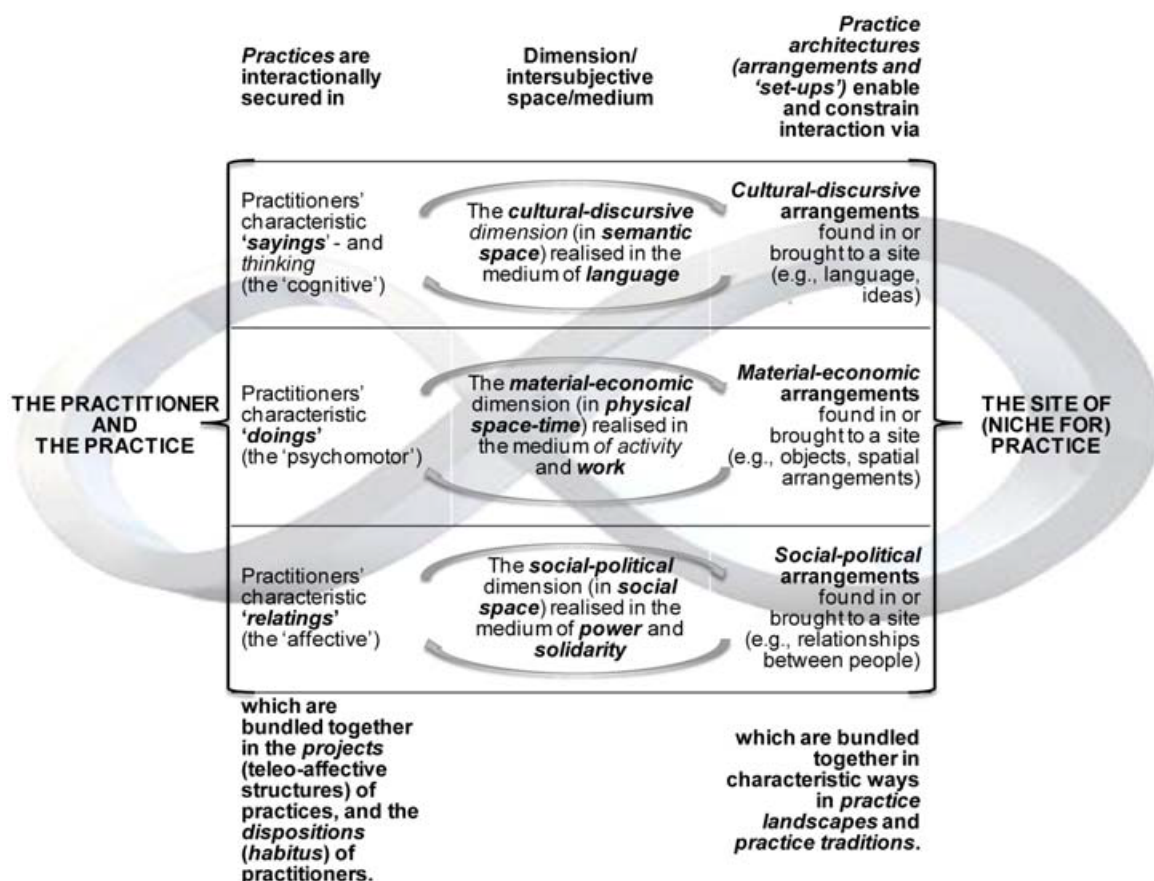 Practices are
interactionally
secured in
Dimension/
intersubjective
space/medium
Practice
architectures
(arrangements and
‘set-ups’) enable
and constrain
interaction via
THE PRACTITIONER
AND
THE PRACTICE
Practitioners’
characteristic
‘sayings’ - and
thinking
(the ‘cognitive’)
The cultural-discursive
dimension (in semantic
space) realised in the
medium of language
Cultural-discursive
arrangements
found in or
brought to a site
(e.g., language,
ideas)
Practitioners’
characteristic
‘doings’
(the ‘psychomotor’)
The material-economic
dimension (in physical
space-time) realised in
the medium of activity
and work
Material-economic
arrangements
found in or
brought to a site
(e.g., objects, spatial
arrangements)
Practitioners’
characteristic
‘relatings’
(the ‘affective’)
The social-political
dimension (in social
space) realised in the
medium of power and
solidarity
Social-political
arrangements
found in or
brought to a site
(e.g., relationships
between people)
THE SITE OF
(NICHE FOR)
PRACTICE
which are
bundled together
in the projects
(teleo-affective
structures) of
practices, and the
dispositions
(habitus) of
practitioners.
which are bundled
together in
characteristic ways
in practice
landscapes and
practice traditions.